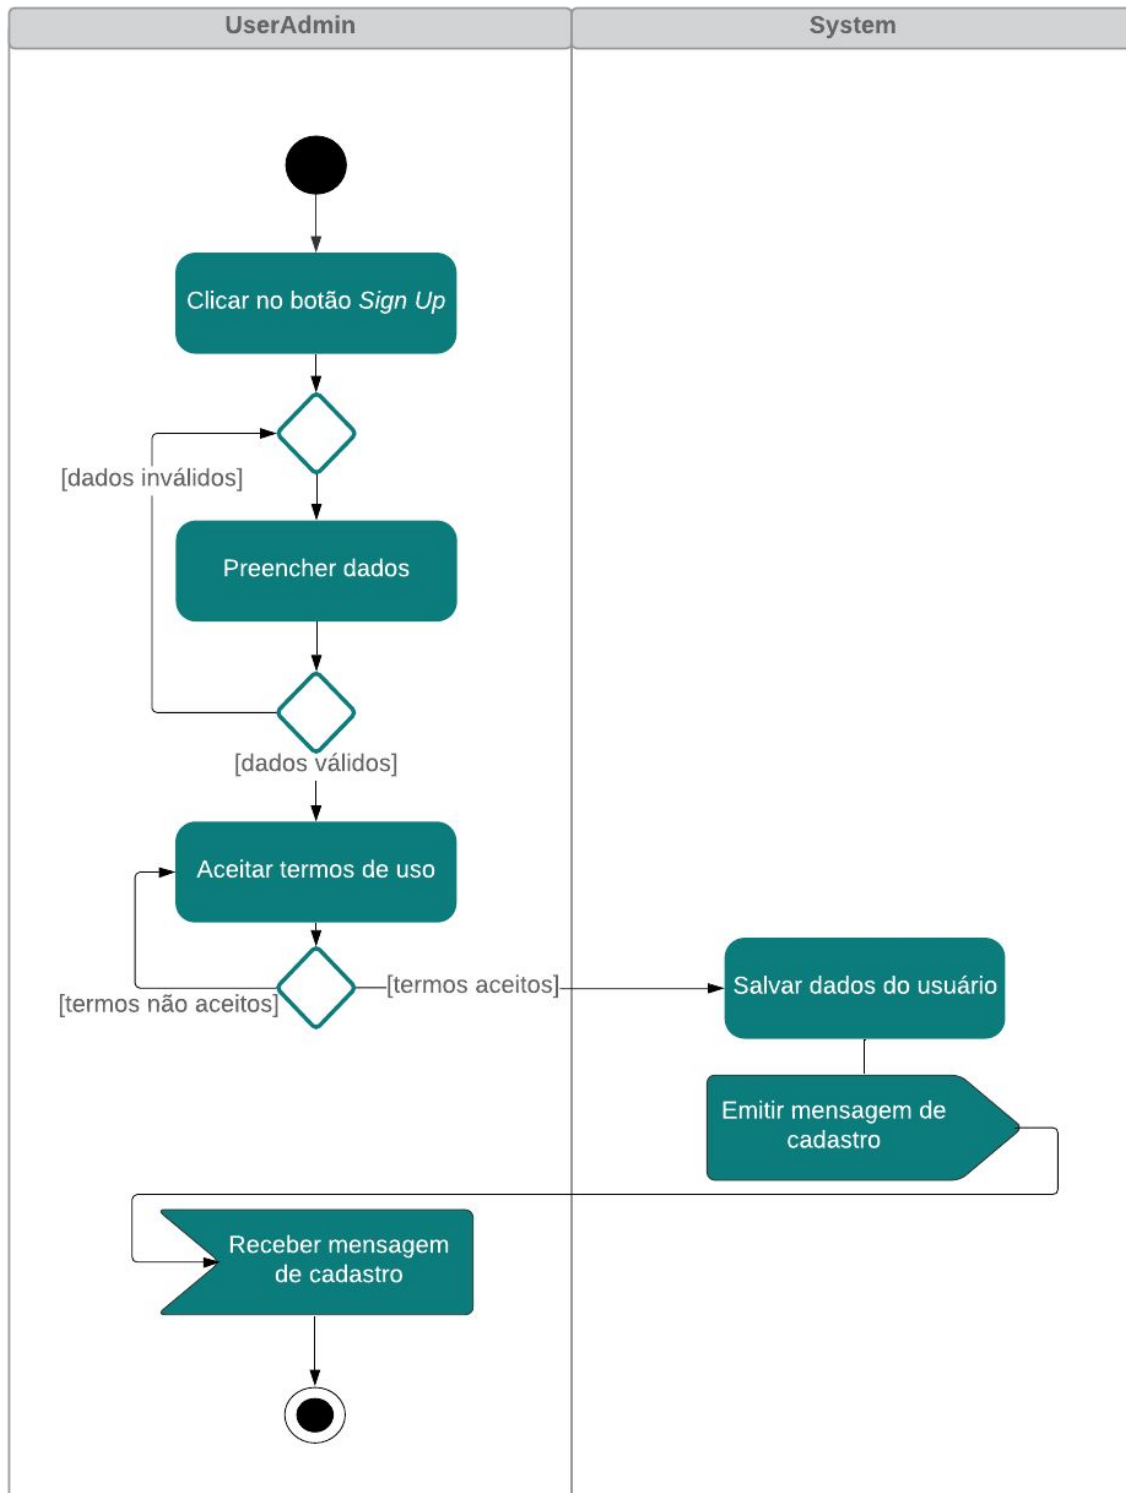 UserAdmin
System
Clicar no botão Sign Up
[dados inválidos]
Preencher dados
[dados válidos]
Aceitar termos de uso
[termos aceitos]
Salvar dados do usuário
[termos não aceitos]
Emitir mensagem de
cadastro
Receber mensagem
de cadastro